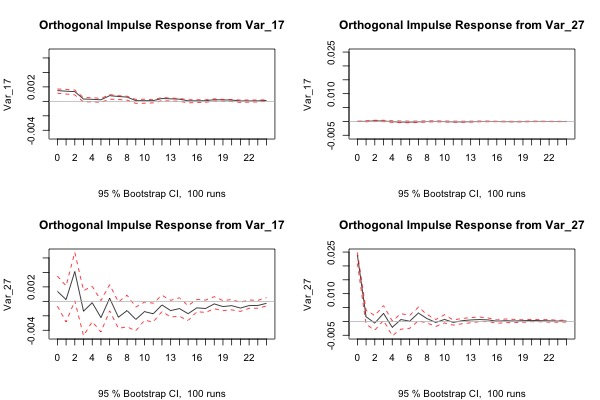 Orthogonal Impulse Response from Var_17
Var_17
0.002
-0.004
0 2 4 6 8 10 13 16 19 22
95 % Bootstrap CI, 100 runs
Orthogonal Impulse Response from Var_27
Var_17
0.025
0.010
-0.005
0 2 4 6 8 10 13 16 19 22
95 % Bootstrap CI, 100 runs
Orthogonal Impulse Response from Var_17
Var_27
0.002
-0.004
0 2 4 6 8 10 13 16 19 22
95 % Bootstrap CI, 100 runs
Orthogonal Impulse Response from Var_27
Var_27
0.025
0.010
-0.005
0 2 4 6 8 10 13 16 19 22
95 % Bootstrap CI, 100 runs